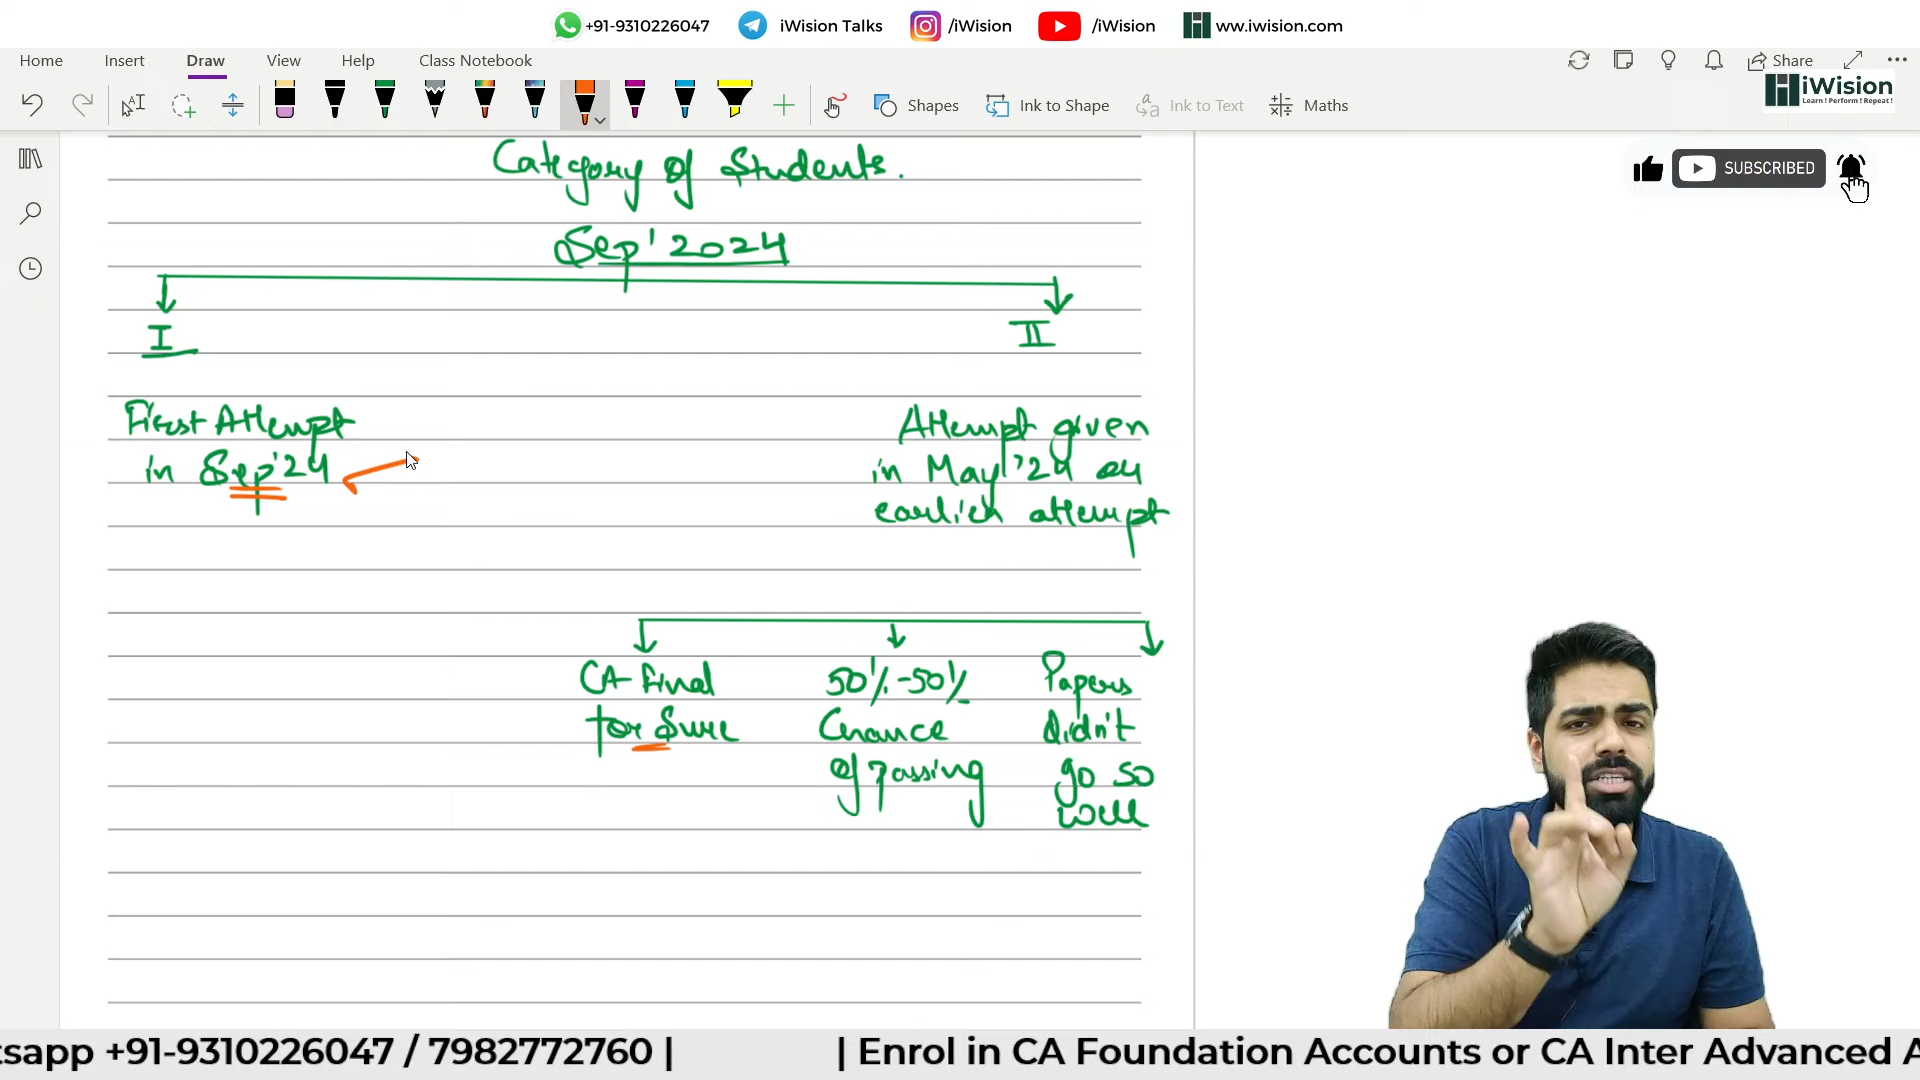 +91-9310226047 iWision Talks /iWision /iWision ww.iwision.com
Home Insert Draw View Help Class Notebook Share
Shapes Ink to Shape Ink to Text Maths
iWision
Learn ! Perform ! Repeat !
SUBSCRIBED
Category of Students.
Sep' 2024
I II
First Attempt
in Sep'24
Attempt given
in May'24 or
earlier attempt
CA Final
for Sure
50%-50%
Chance
of passing
Papers
didn't
go so
well
tsapp +91-9310226047 / 7982772760 | | Enrol in CA Foundation Accounts or CA Inter Advanced A